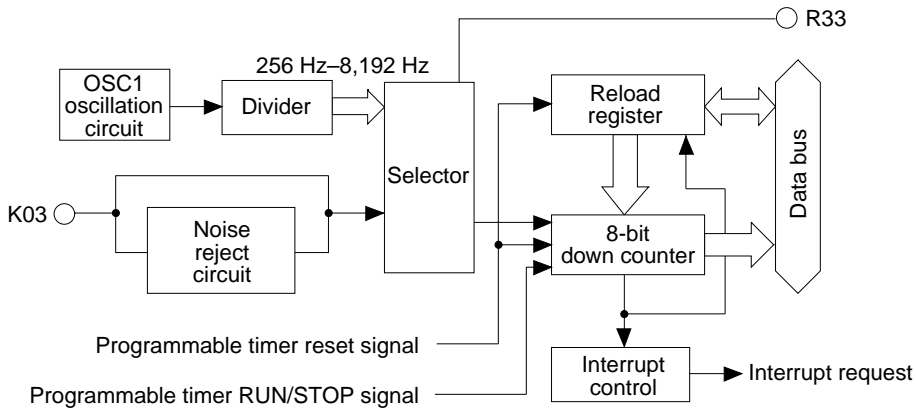 R33
256 Hz–8,192 Hz
OSC1
oscillation
circuit
Divider
Reload
register
Selector
Data bus
K03
Noise
reject
circuit
8-bit
down counter
Programmable timer reset signal
Interrupt
control
Interrupt request
Programmable timer RUN/STOP signal